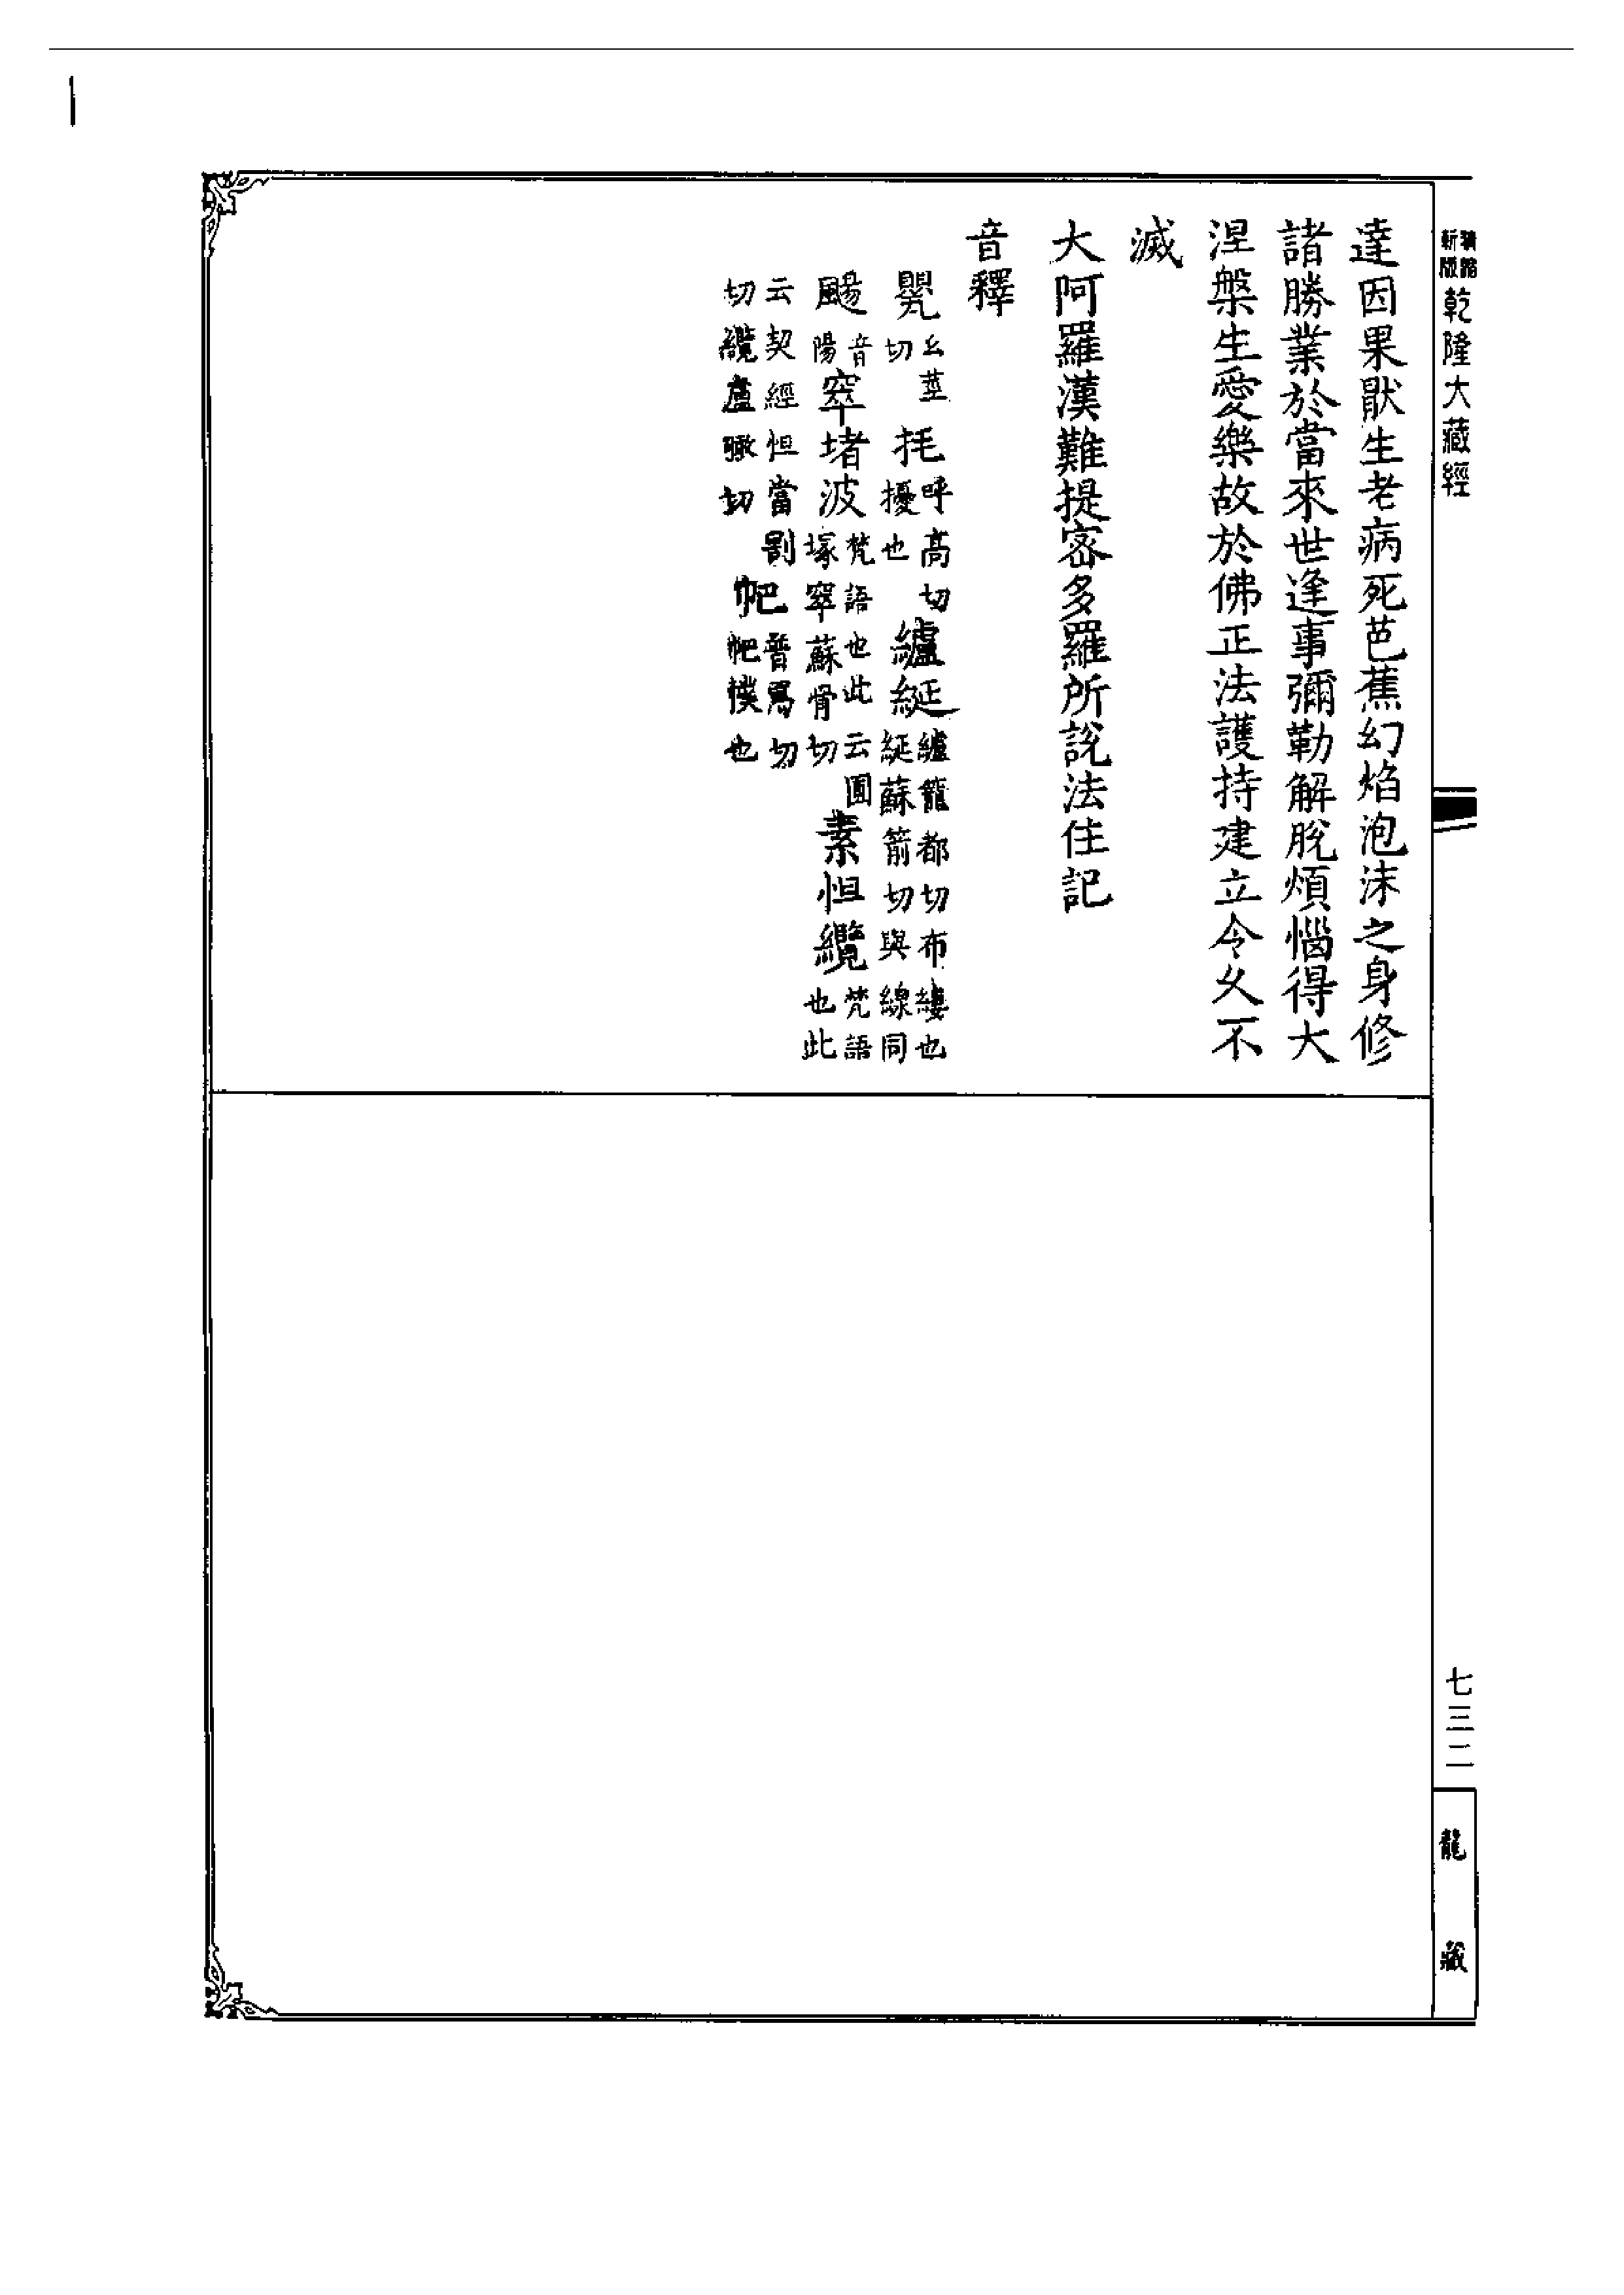 精縮新版 乾隆大藏經
達因果猒生老病死芭蕉幻焰泡沫之身修
諸勝業於當來世逢事彌勒解脫煩惱得大
涅槃生愛樂故於佛正法護持建立令久不
滅
大阿羅漢難提密多羅所說法住記
音釋
甖幺莖切 㧌呼高切擾也 纑綖纑籠都切布縷也綖蘇箭切與線同
颺音陽 窣堵波梵語也此云圓塚窣蘇骨切 素怛纜梵語也此
云契經怛當割切纜盧瞰切 帊普罵切帊幞也
七三二
龍藏